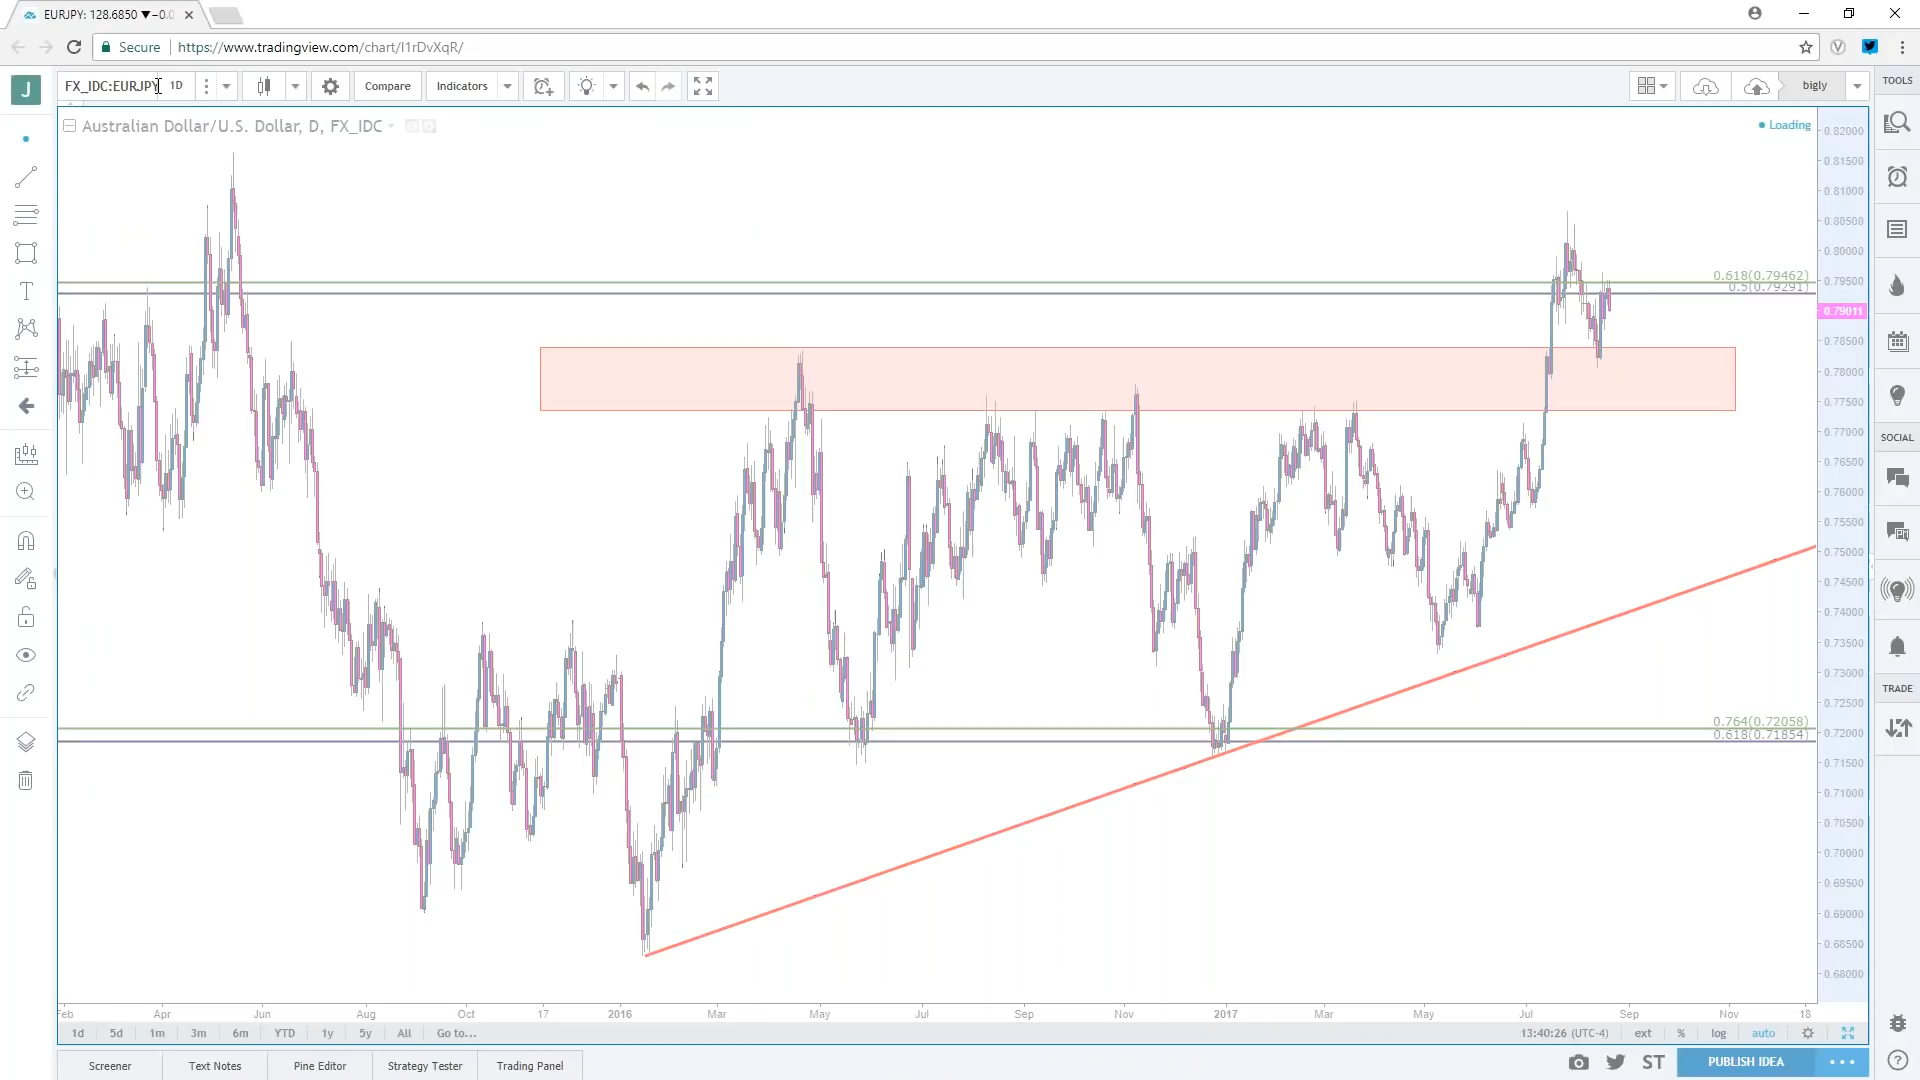 EURJPY: 128.6850 ▼−0.0
Secure
https://www.tradingview.com/chart/I1rDvXqR/
J
FX_IDC:EURJPY
1D
Compare
Indicators
bigly
TOOLS
Australian Dollar/U.S. Dollar, D, FX_IDC
Loading
0.82000
0.81500
0.81000
0.80500
0.80000
0.618(0.79462)
0.79500
0.5(0.79291)
0.79011
0.78500
0.78000
0.77500
0.77000
SOCIAL
0.76500
0.76000
0.75500
0.75000
0.74500
0.74000
0.73500
0.73000
TRADE
0.72500
0.764(0.72058)
0.72000
0.618(0.71854)
0.71500
0.71000
0.70500
0.70000
0.69500
0.69000
0.68500
0.68000
Feb Apr Jun Aug Oct 17 2016 Mar May Jul Sep Nov 2017 Mar May Jul Sep Nov 18
1d 5d 1m 3m 6m YTD 1y 5y All Go to... 13:40:26 (UTC-4) ext % log auto
Screener Text Notes Pine Editor Strategy Tester Trading Panel ST PUBLISH IDEA